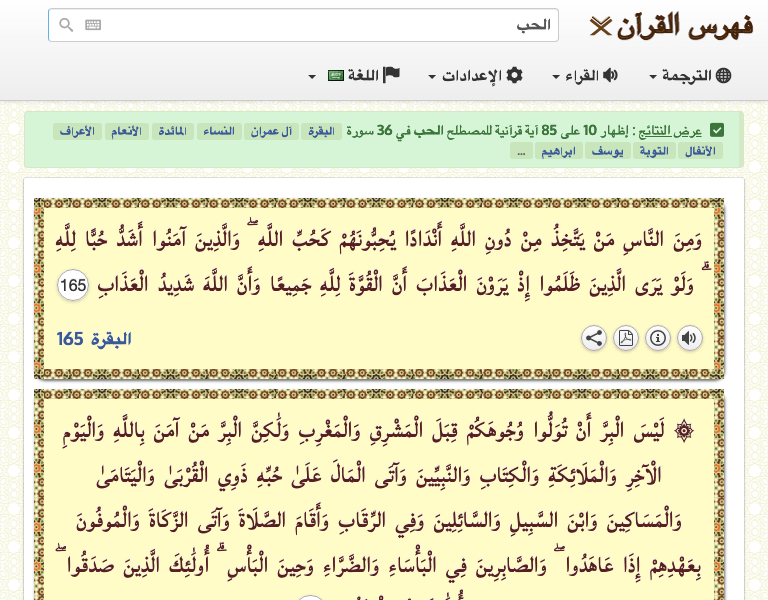 فهرس القرآن
الحب
الترجمة القراء الإعدادات اللغة
عرض النتائج : إظهار 10 على 85 آية قرآنية للمصطلح الحب في 36 سورة البقرة آل عمران النساء المائدة الأنعام الأعراف
الأنفال التوبة يوسف ابراهيم ...
وَمِنَ النَّاسِ مَنْ يَتَّخِذُ مِنْ دُونِ اللَّهِ أَنْدَادًا يُحِبُّونَهُمْ كَحُبِّ اللَّهِ ۖ وَالَّذِينَ آمَنُوا أَشَدُّ حُبًّا لِلَّهِ
ۗ وَلَوْ يَرَى الَّذِينَ ظَلَمُوا إِذْ يَرَوْنَ الْعَذَابَ أَنَّ الْقُوَّةَ لِلَّهِ جَمِيعًا وَأَنَّ اللَّهَ شَدِيدُ الْعَذَابِ 165
البقرة 165
۞ لَيْسَ الْبِرَّ أَنْ تُوَلُّوا وُجُوهَكُمْ قِبَلَ الْمَشْرِقِ وَالْمَغْرِبِ وَلَٰكِنَّ الْبِرَّ مَنْ آمَنَ بِاللَّهِ وَالْيَوْمِ
الْآخِرِ وَالْمَلَائِكَةِ وَالْكِتَابِ وَالنَّبِيِّينَ وَآتَى الْمَالَ عَلَىٰ حُبِّهِ ذَوِي الْقُرْبَىٰ وَالْيَتَامَىٰ
وَالْمَسَاكِينَ وَابْنَ السَّبِيلِ وَالسَّائِلِينَ وَفِي الرِّقَابِ وَأَقَامَ الصَّلَاةَ وَآتَى الزَّكَاةَ وَالْمُوفُونَ
بِعَهْدِهِمْ إِذَا عَاهَدُوا ۖ وَالصَّابِرِينَ فِي الْبَأْسَاءِ وَالضَّرَّاءِ وَحِينَ الْبَأْسِ ۗ أُولَٰئِكَ الَّذِينَ صَدَقُوا ۖ